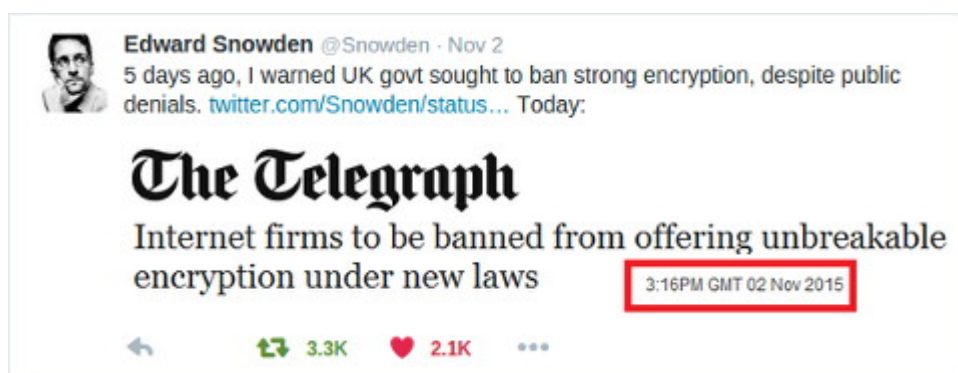 Edward Snowden @Snowden · Nov 2
5 days ago, I warned UK govt sought to ban strong encryption, despite public
denials. twitter.com/Snowden/status... Today:
The Telegraph
Internet firms to be banned from offering unbreakable
encryption under new laws
3:16PM GMT 02 Nov 2015
3.3K 2.1K